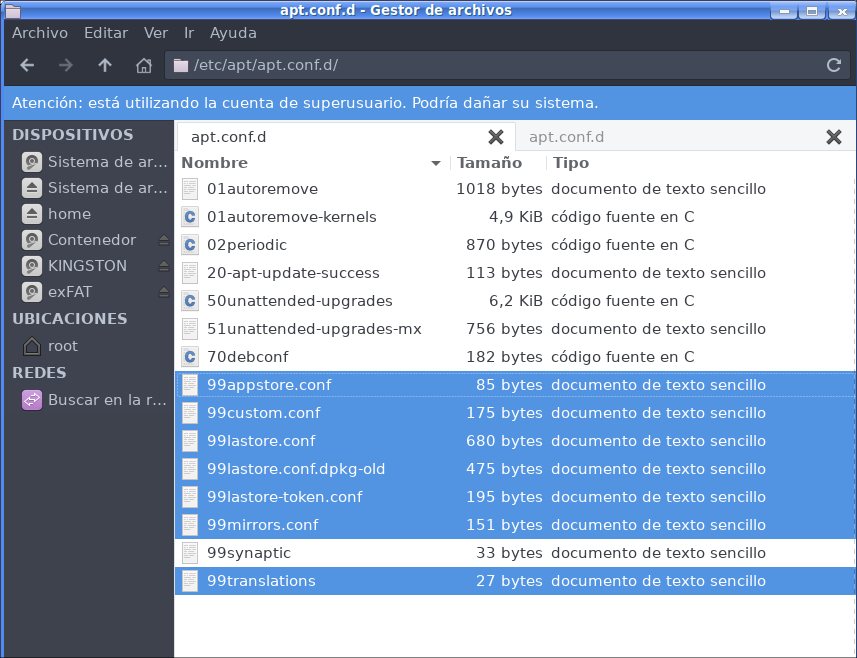 apt.conf.d - Gestor de archivos
Archivo Editar Ver Ir Ayuda
/etc/apt/apt.conf.d/
Atención: está utilizando la cuenta de superusuario. Podría dañar su sistema.
DISPOSITIVOS
Sistema de ar...
Sistema de ar...
home
Contenedor
KINGSTON
exFAT
UBICACIONES
root
REDES
Buscar en la r...
apt.conf.d apt.conf.d
Nombre Tamaño Tipo
01autoremove 1018 bytes documento de texto sencillo
01autoremove-kernels 4,9 KiB código fuente en C
02periodic 870 bytes código fuente en C
20-apt-update-success 113 bytes documento de texto sencillo
50unattended-upgrades 6,2 KiB código fuente en C
51unattended-upgrades-mx 756 bytes documento de texto sencillo
70debconf 182 bytes código fuente en C
99appstore.conf 85 bytes documento de texto sencillo
99custom.conf 175 bytes documento de texto sencillo
99lastore.conf 680 bytes documento de texto sencillo
99lastore.conf.dpkg-old 475 bytes documento de texto sencillo
99lastore-token.conf 195 bytes documento de texto sencillo
99mirrors.conf 151 bytes documento de texto sencillo
99synaptic 33 bytes documento de texto sencillo
99translations 27 bytes documento de texto sencillo